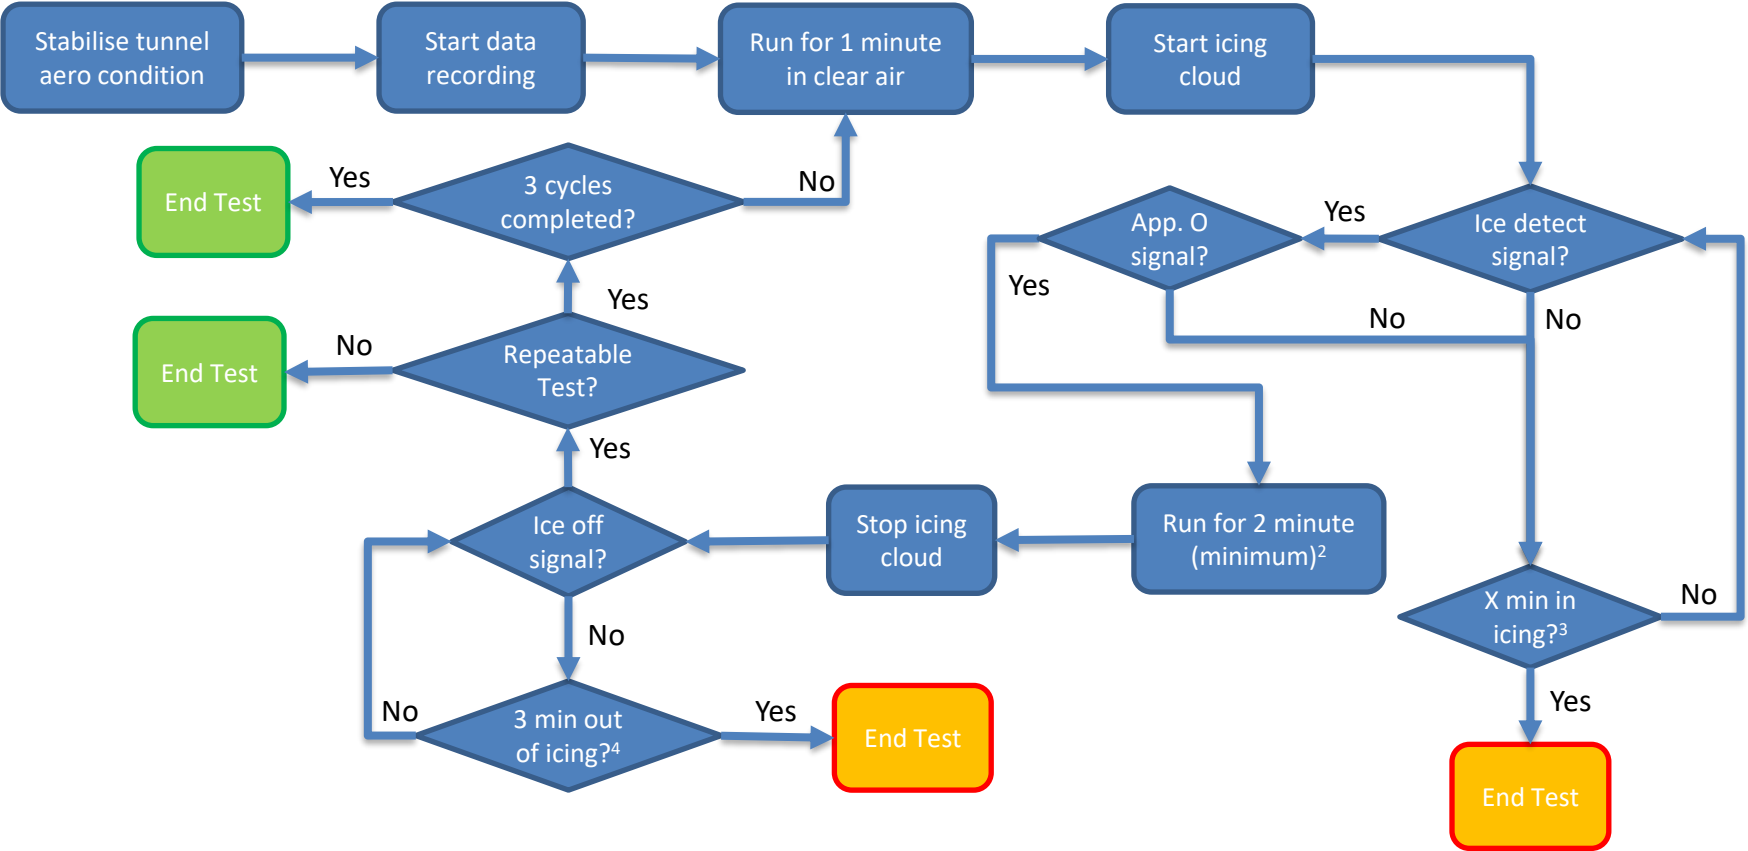 Stabilise tunnel
aero condition
Start data
recording
Run for 1 minute
in clear air
Start icing
cloud
End Test
Yes
3 cycles
completed?
No
App. O
signal?
Yes
Ice detect
signal?
Yes
No
No
Yes
End Test
No
Repeatable
Test?
Yes
Ice off
signal?
Stop icing
cloud
Run for 2 minute
(minimum)²
No
X min in
icing?³
No
No
3 min out
of icing?⁴
Yes
End Test
Yes
End Test